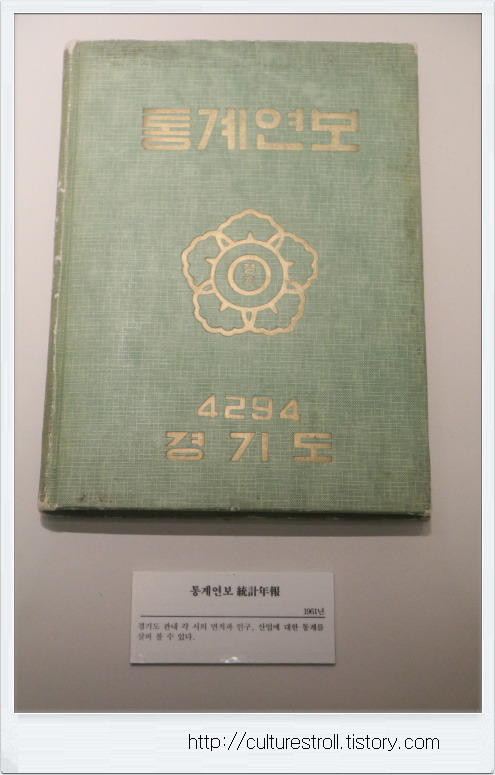 통계연보
4294
경기도
통계연보 統計年報
1961년
경기도 관내 각 시의 면적과 인구, 산업에 대한 통계를
살펴 볼 수 있다.
http://culturestroll.tistory.com